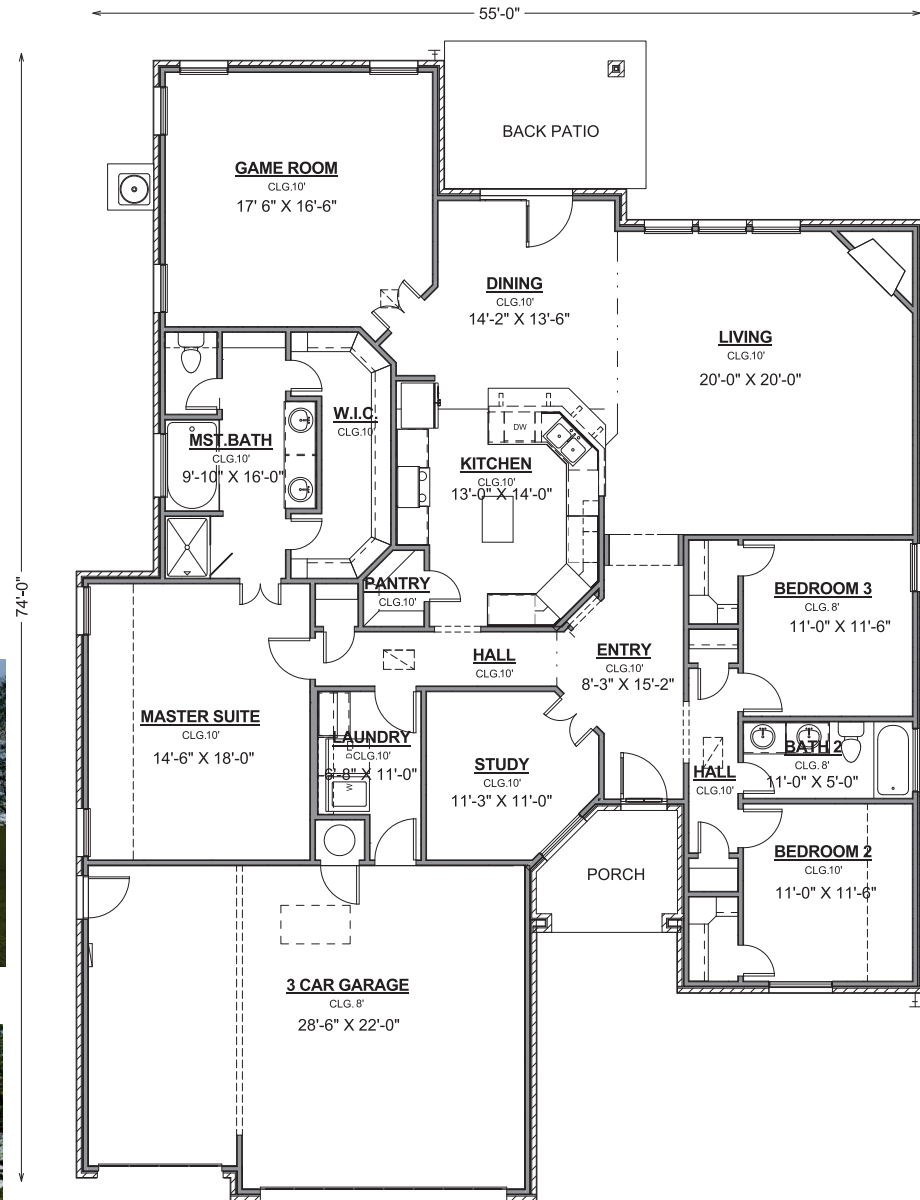 55'-0"
BACK PATIO
GAME ROOM
CLG.10'
17' 6" X 16'-6"
DINING
CLG.10'
14'-2" X 13'-6"
LIVING
CLG.10'
20'-0" X 20'-0"
W.I.C.
CLG.10'
MST.BATH
CLG.10'
9'-10" X 16'-0"
DW
KITCHEN
CLG.10'
13'-0" X 14'-0"
74'-0"
PANTRY
CLG.10'
BEDROOM 3
CLG. 8'
11'-0" X 11'-6"
HALL
CLG.10'
ENTRY
CLG.10'
8'-3" X 15'-2"
MASTER SUITE
CLG.10'
14'-6" X 18'-0"
LAUNDRY
CLG.10'
6'-8" X 11'-0"
D
W
STUDY
CLG.10'
11'-3" X 11'-0"
BATH 2
CLG. 8'
11'-0" X 5'-0"
HALL
CLG.10'
BEDROOM 2
CLG.10'
11'-0" X 11'-6"
PORCH
3 CAR GARAGE
CLG. 8'
28'-6" X 22'-0"